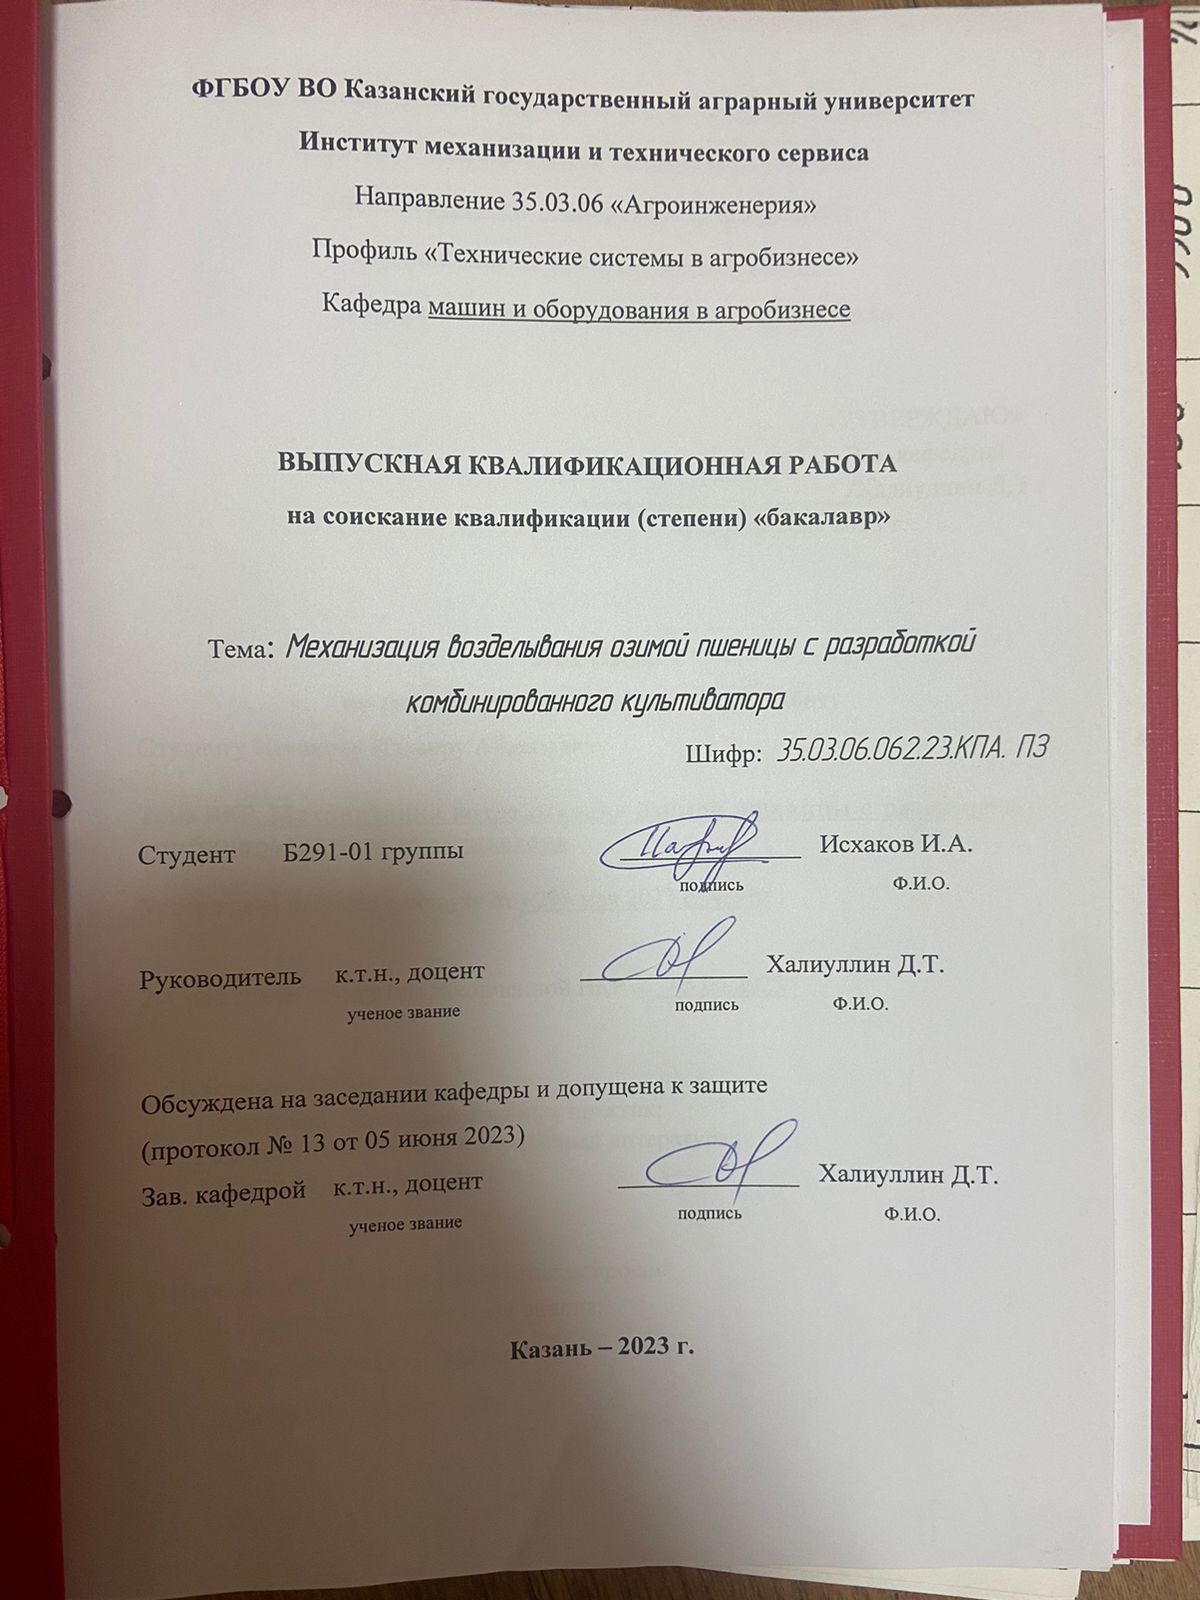 ФГБОУ ВО Казанский государственный аграрный университет
Институт механизации и технического сервиса
Направление 35.03.06 «Агроинженерия»
Профиль «Технические системы в агробизнесе»
Кафедра машин и оборудования в агробизнесе
ВЫПУСКНАЯ КВАЛИФИКАЦИОННАЯ РАБОТА
на соискание квалификации (степени) «бакалавр»
Тема: Механизация возделывания озимой пшеницы с разработкой
комбинированного культиватора
Шифр: 35.03.06.062.23.КПА. ПЗ
Студент Б291-01 группы Исхаков И.А.
подпись Ф.И.О.
Руководитель к.т.н., доцент Халиуллин Д.Т.
ученое звание подпись Ф.И.О.
Обсуждена на заседании кафедры и допущена к защите
(протокол № 13 от 05 июня 2023)
Зав. кафедрой к.т.н., доцент Халиуллин Д.Т.
ученое звание подпись Ф.И.О.
Казань – 2023 г.